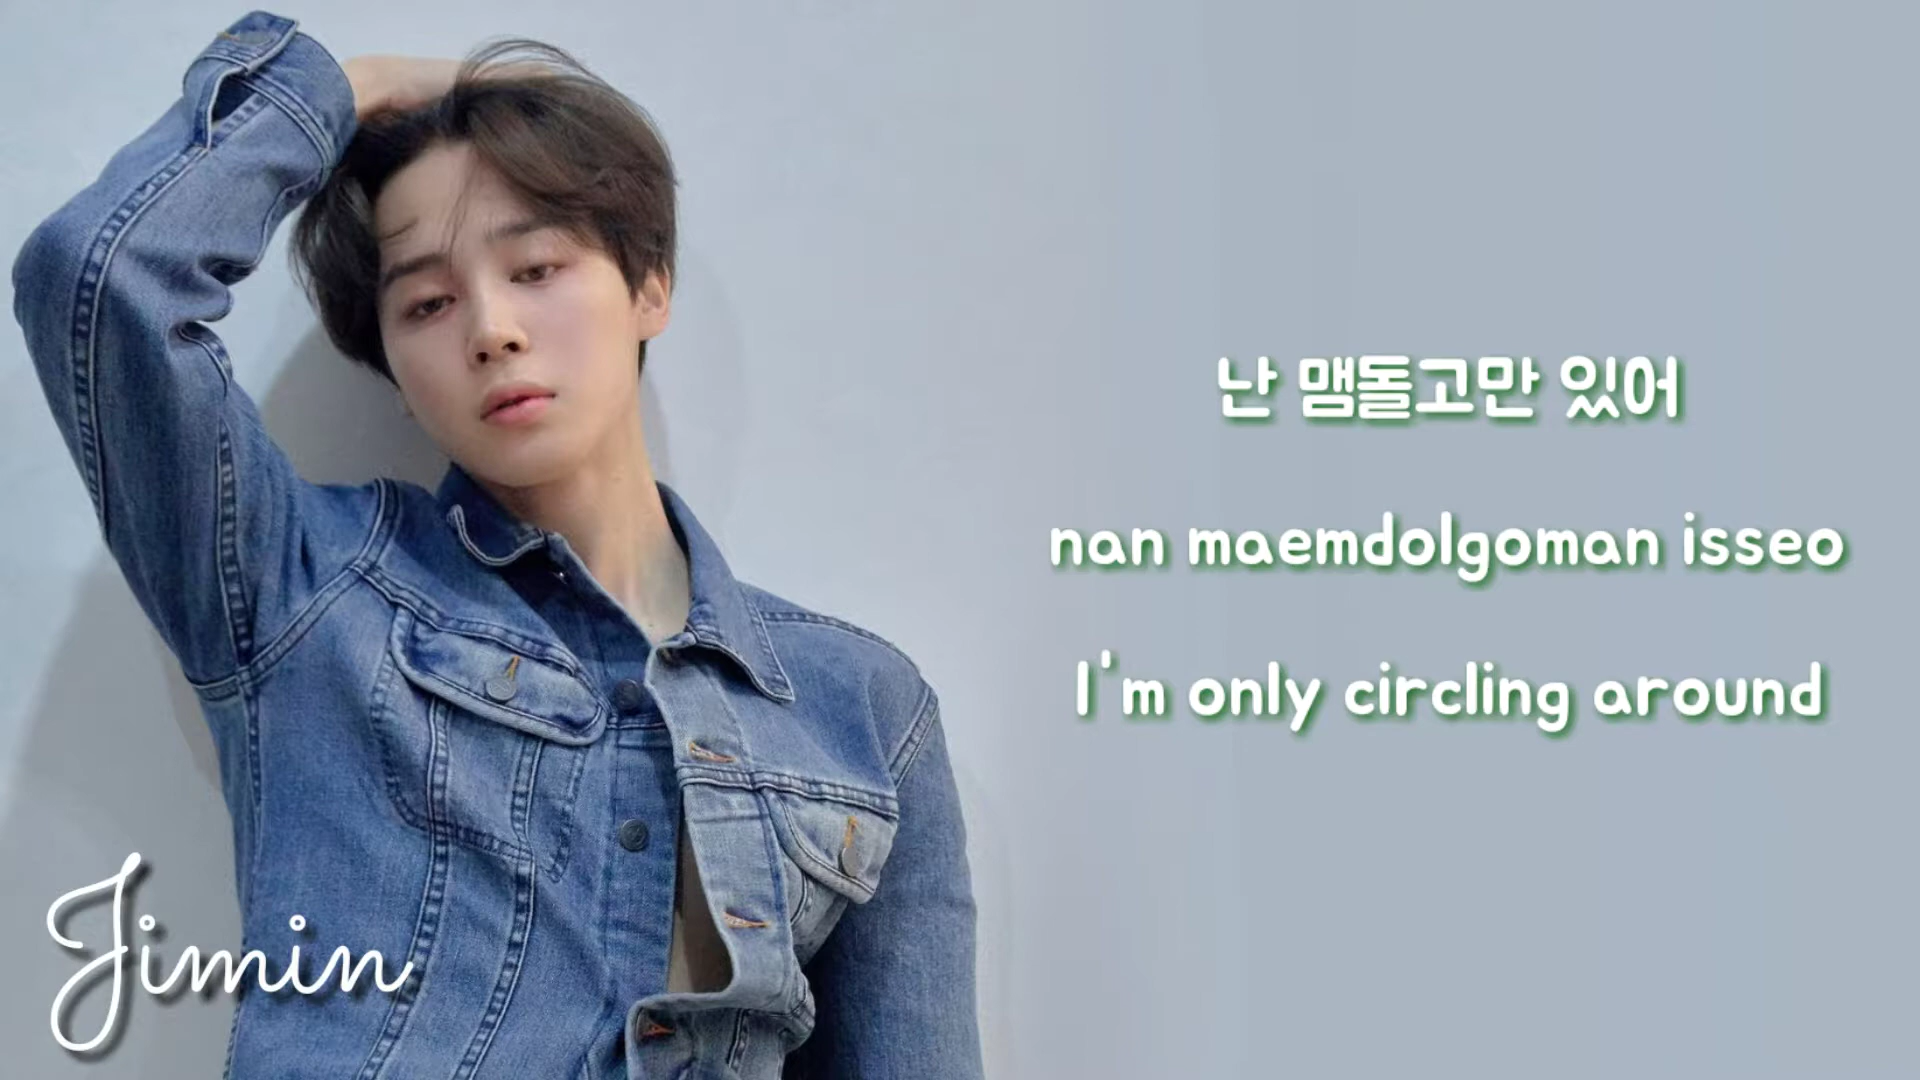 난 맴돌고만 있어
nan maemdolgoman isseo
I'm only circling around
Jimin